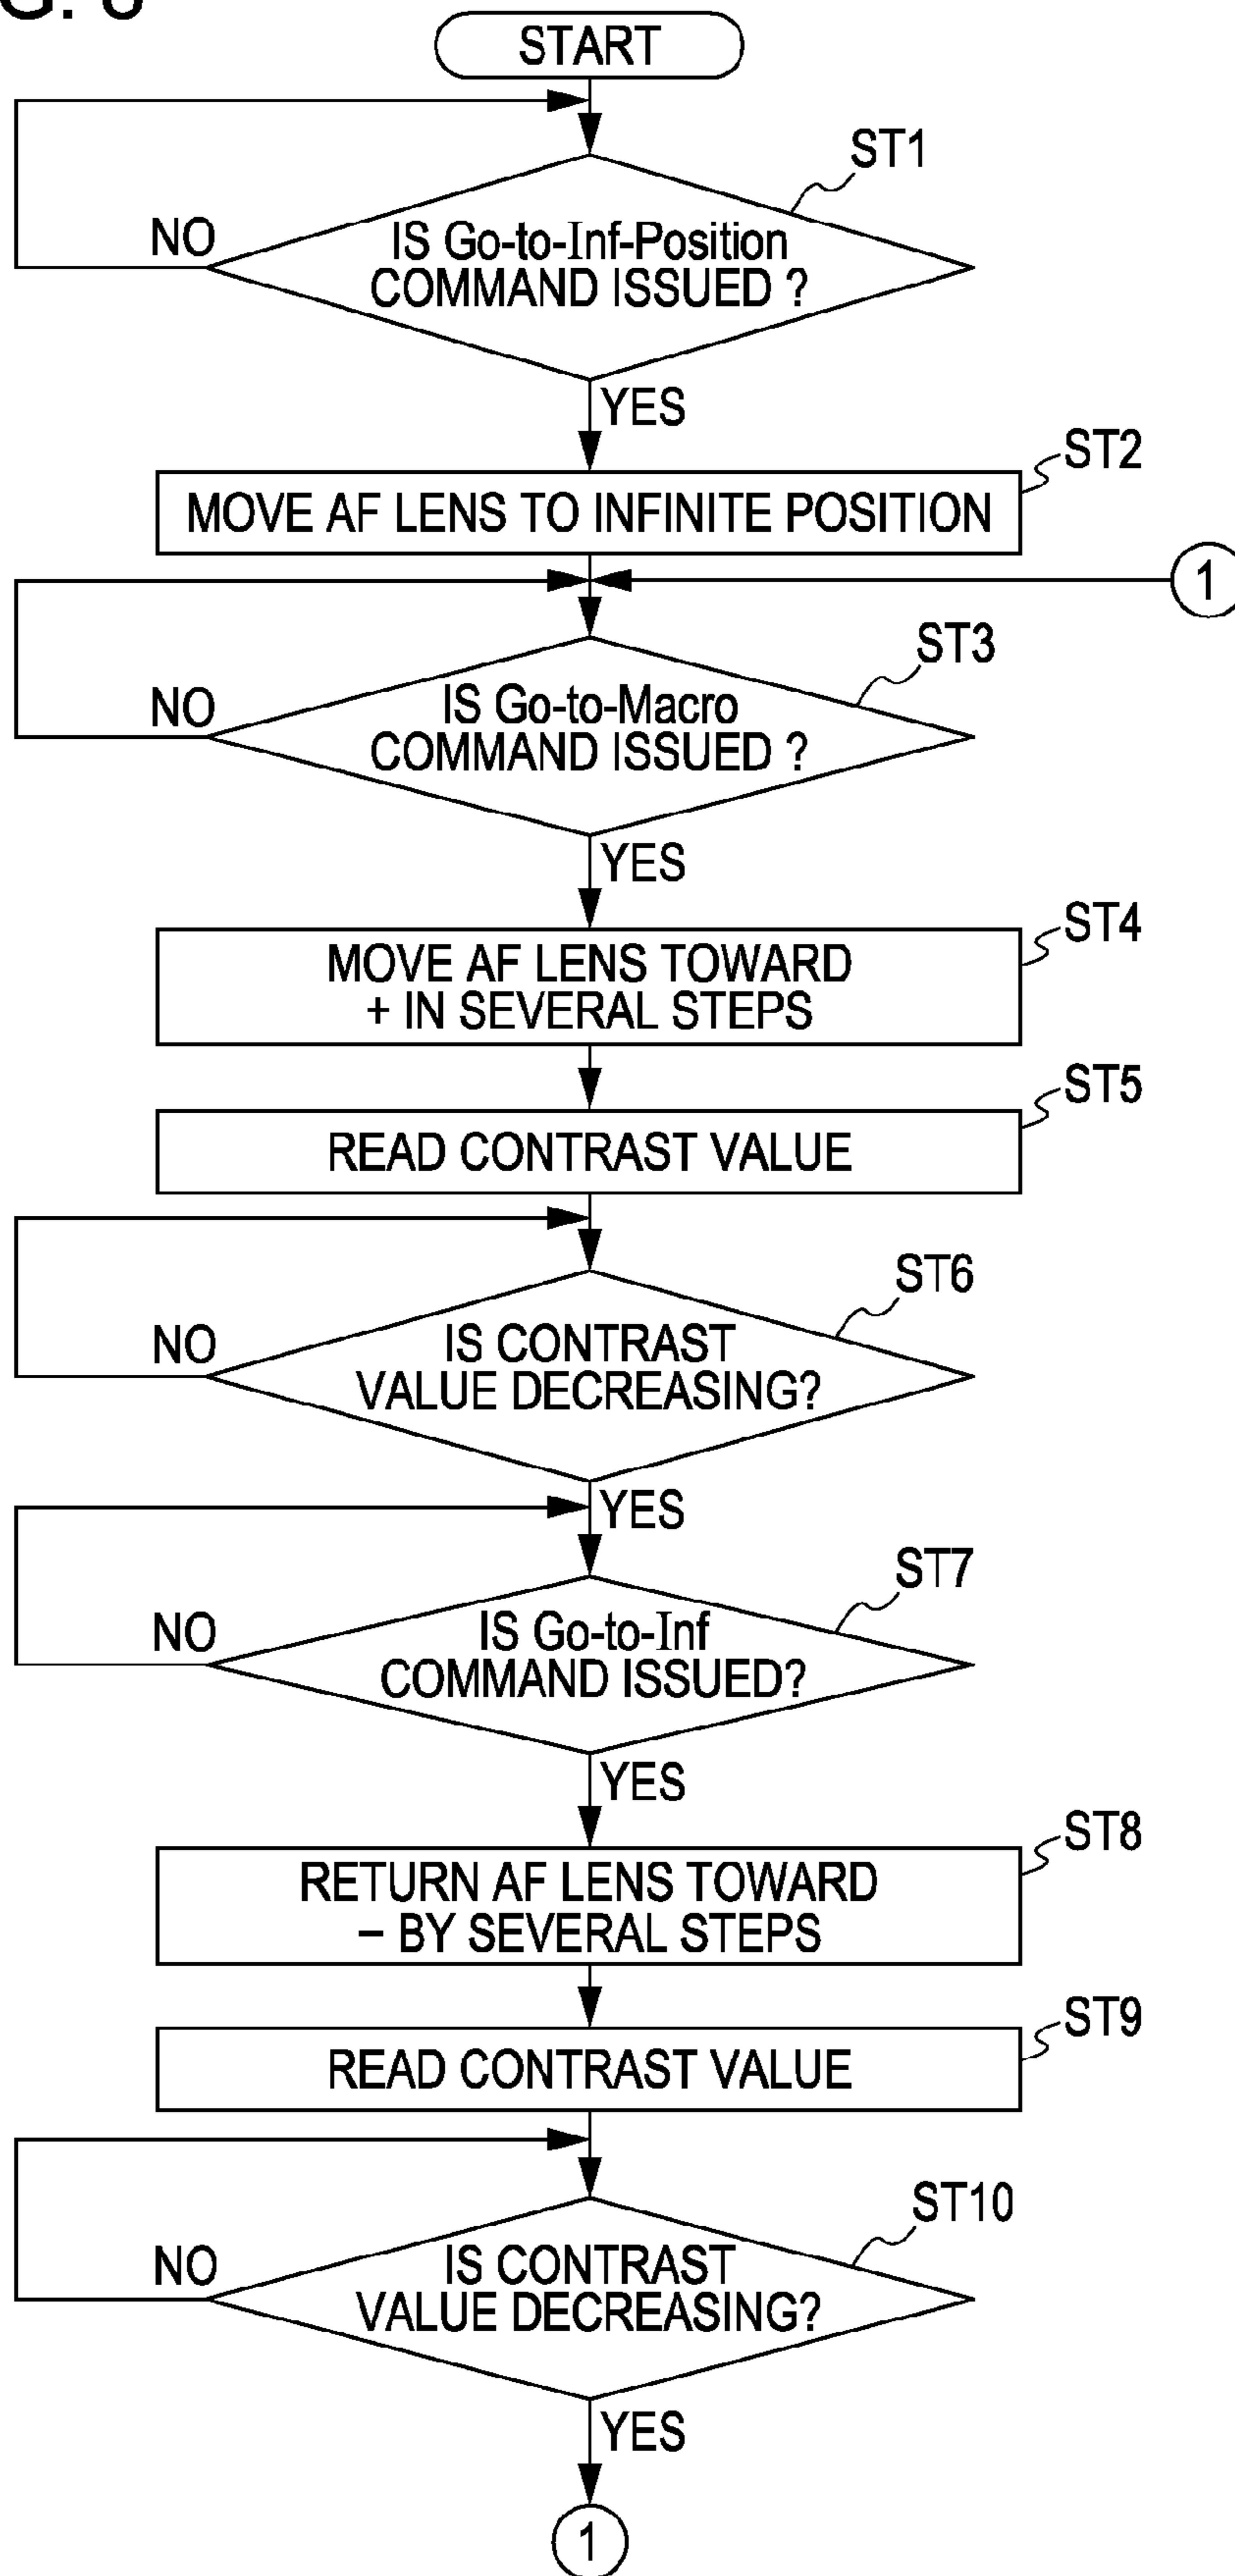 START
ST1
NO
IS Go-to-Inf-Position
COMMAND ISSUED ?
YES
ST2
MOVE AF LENS TO INFINITE POSITION
1
ST3
NO
IS Go-to-Macro
COMMAND ISSUED ?
YES
ST4
MOVE AF LENS TOWARD
+ IN SEVERAL STEPS
ST5
READ CONTRAST VALUE
ST6
NO
IS CONTRAST
VALUE DECREASING?
YES
ST7
NO
IS Go-to-Inf
COMMAND ISSUED?
YES
ST8
RETURN AF LENS TOWARD
– BY SEVERAL STEPS
ST9
READ CONTRAST VALUE
ST10
NO
IS CONTRAST
VALUE DECREASING?
YES
1